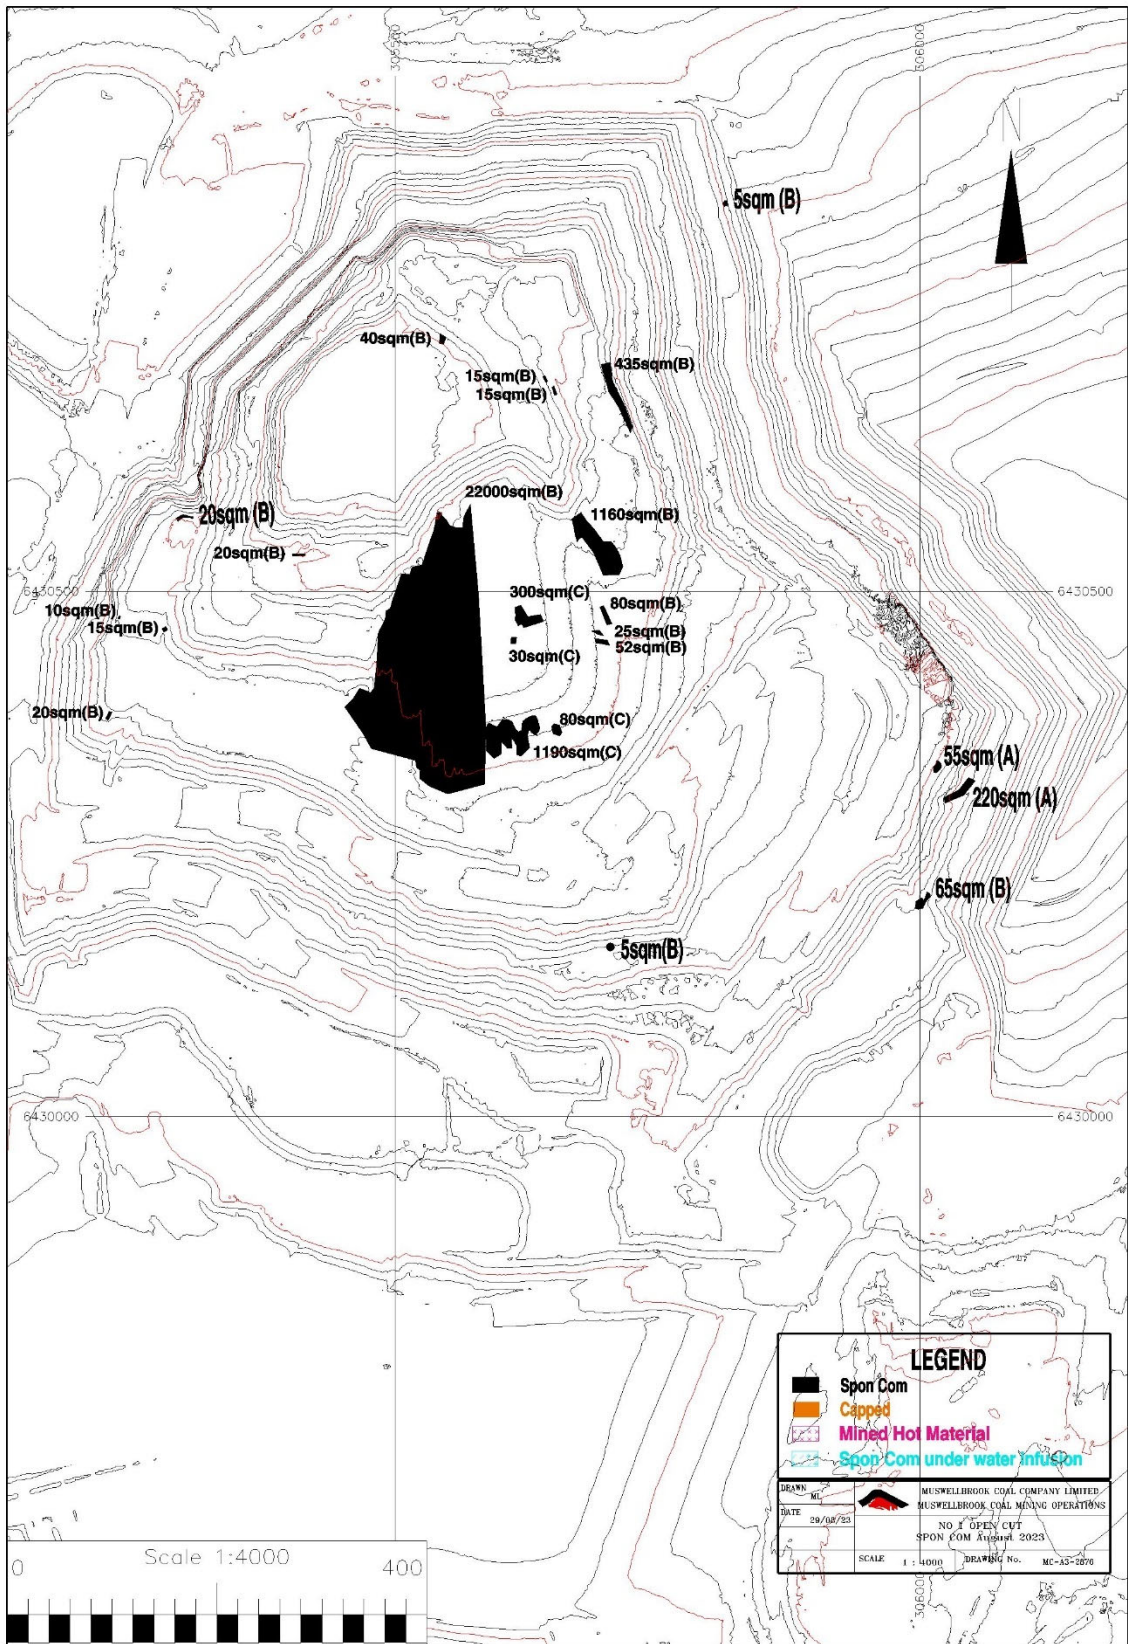 305500
306000
N
5sqm (B)
40sqm(B)
435sqm(B)
15sqm(B)
15sqm(B)
22000sqm(B)
20sqm (B)
1160sqm(B)
20sqm(B)
6430500
300sqm(C)
6430500
10sqm(B)
80sqm(B)
15sqm(B)
25sqm(B)
52sqm(B)
30sqm(C)
20sqm(B)
80sqm(C)
1190sqm(C)
55sqm (A)
220sqm (A)
65sqm (B)
5sqm(B)
6430000
6430000
LEGEND
Spon Com
Capped
Mined Hot Material
Spon Com under water infusion
DRAWN ML
DATE 29/08/23
MUSWELLBROOK COAL COMPANY LIMITED
MUSWELLBROOK COAL MINING OPERATIONS
NO 1 OPEN CUT
SPON COM August 2023
SCALE 1 : 4000 DRAWING No. MC-A3-2876
306000
0 Scale 1:4000 400